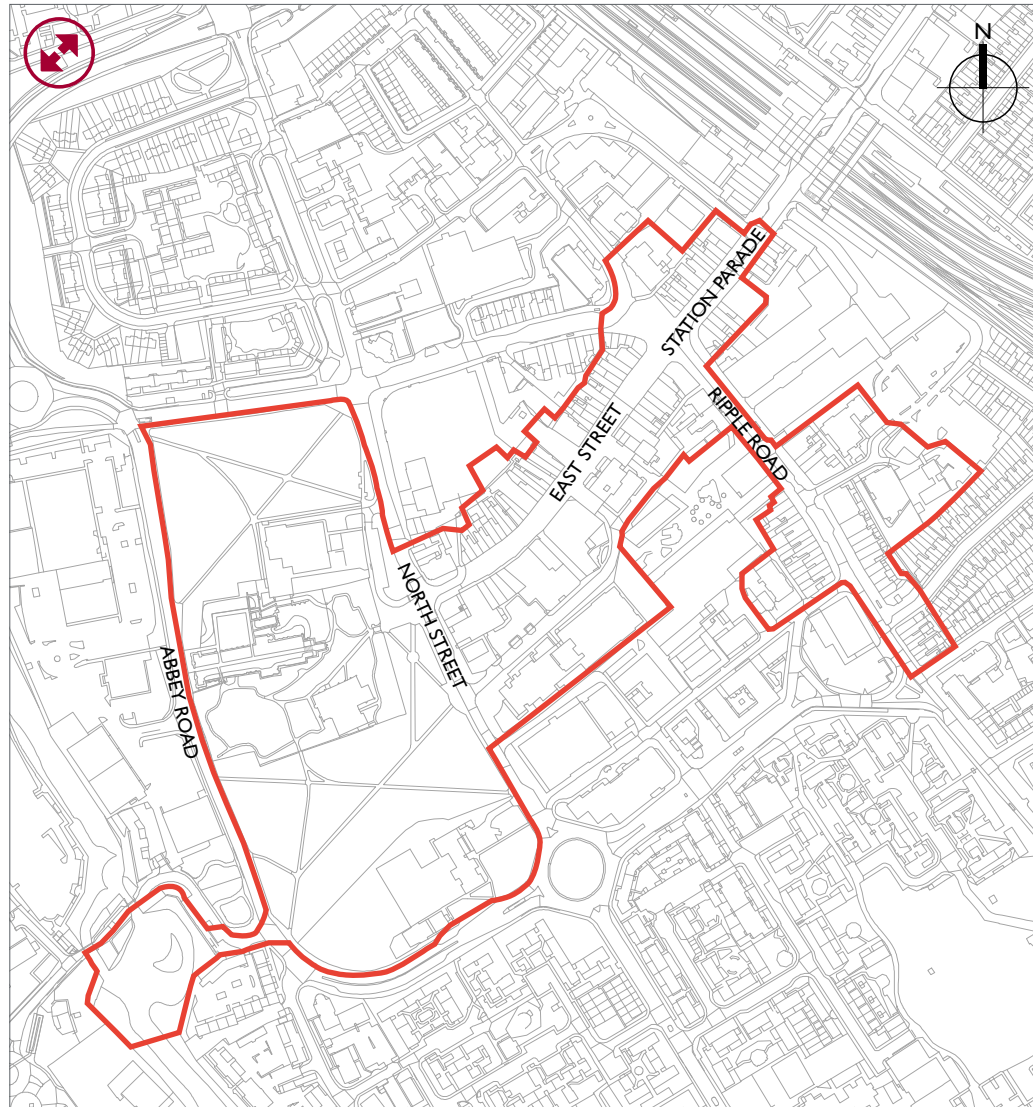 N
STATION PARADE
RIPPLE ROAD
EAST STREET
NORTH STREET
ABBEY ROAD